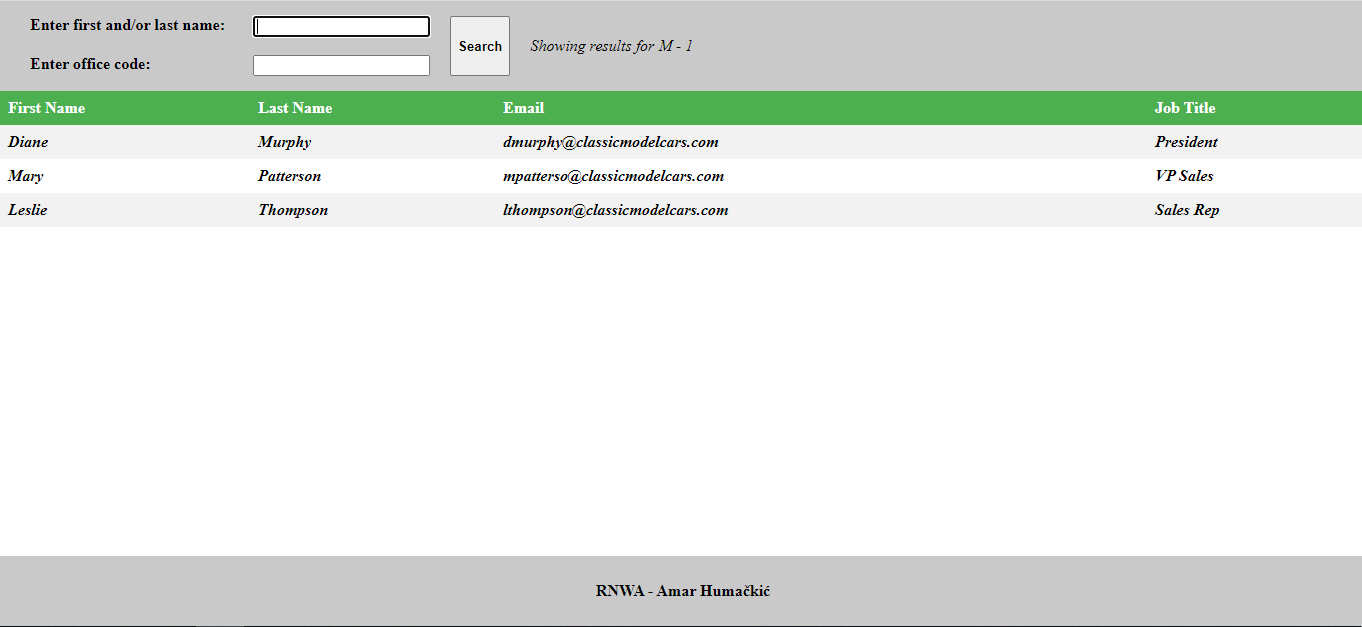 Enter first and/or last name:
Enter office code:
Search
Showing results for M - 1
First Name Last Name Email Job Title
Diane Murphy dmurphy@classicmodelcars.com President
Mary Patterson mpatterso@classicmodelcars.com VP Sales
Leslie Thompson lthompson@classicmodelcars.com Sales Rep
RNWA - Amar Humačkić